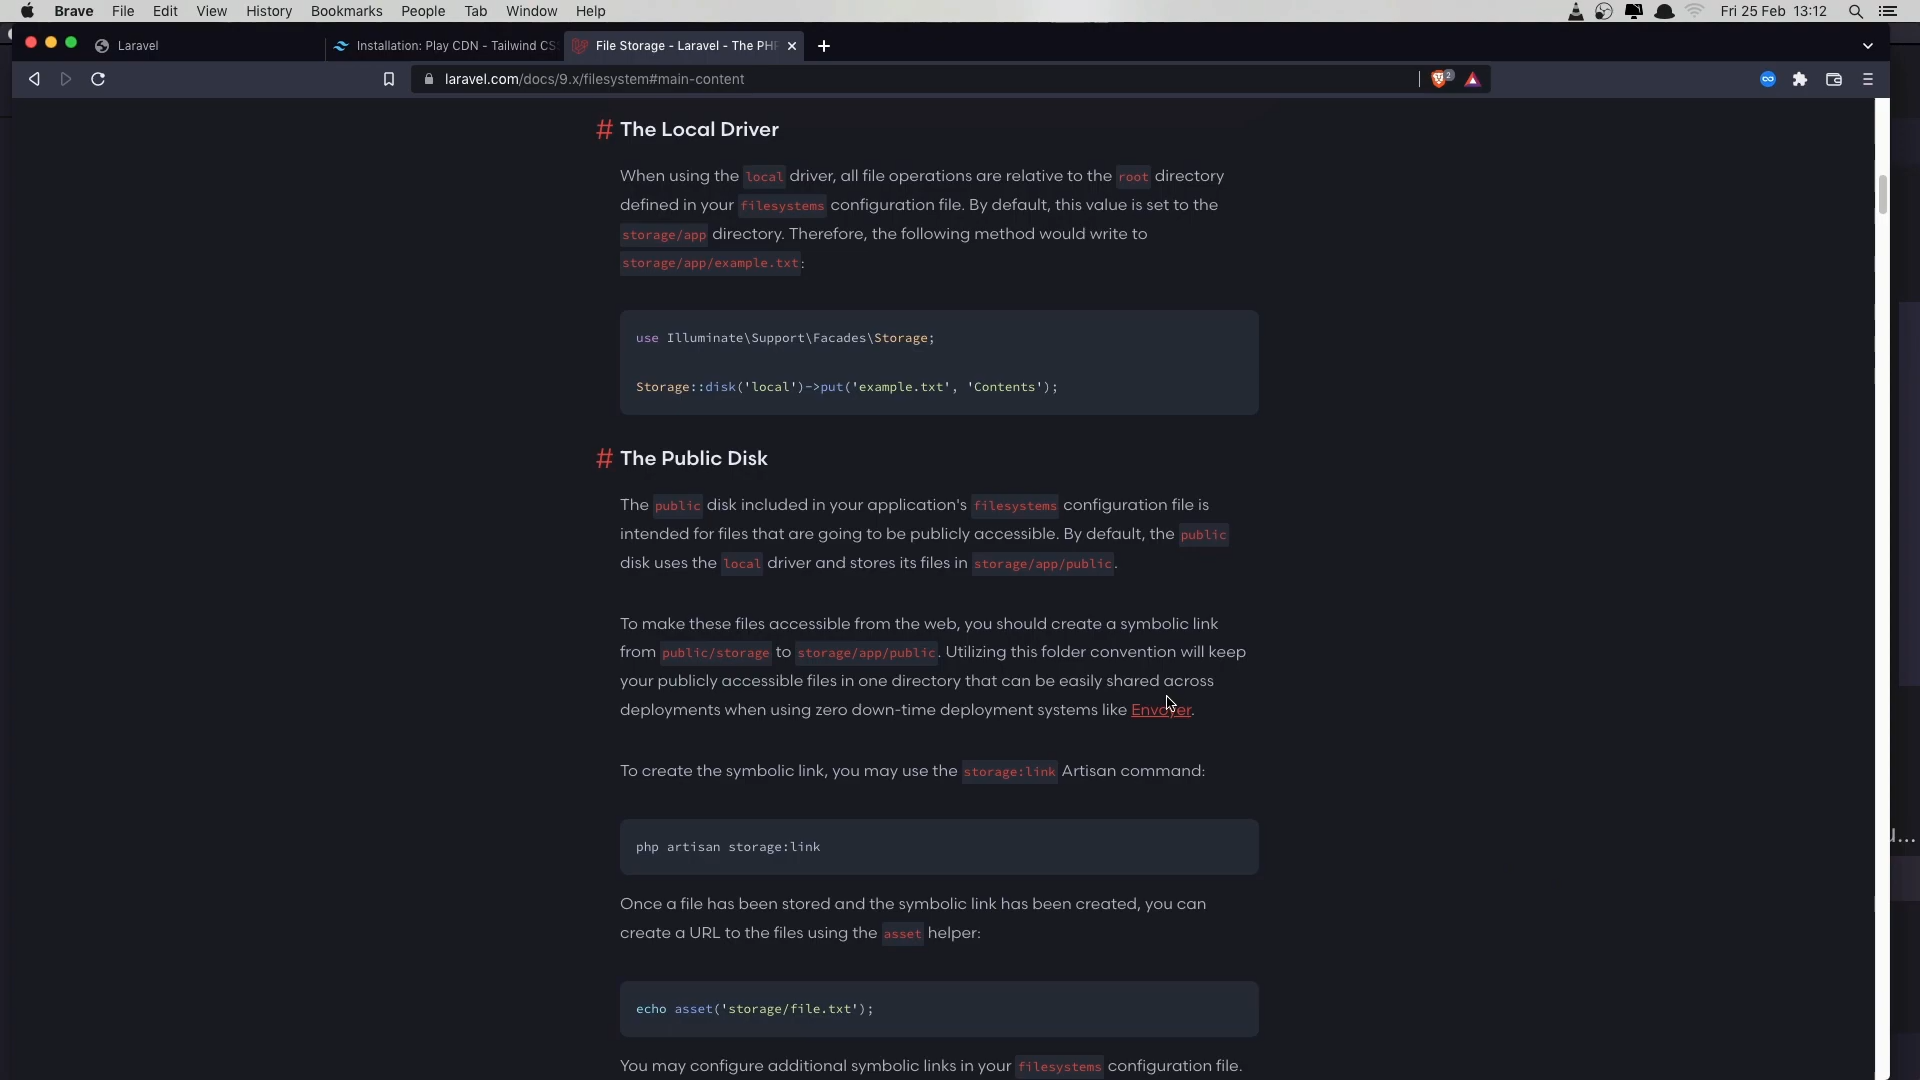 Brave File Edit View History Bookmarks People Tab Window Help Fri 25 Feb 13:12
Laravel Installation: Play CDN - Tailwind CS File Storage - Laravel - The PH
laravel.com/docs/9.x/filesystem#main-content 2
# The Local Driver
When using the local driver, all file operations are relative to the root directory
defined in your filesystems configuration file. By default, this value is set to the
storage/app directory. Therefore, the following method would write to
storage/app/example.txt:
use Illuminate\Support\Facades\Storage;
Storage::disk('local')->put('example.txt', 'Contents');
# The Public Disk
The public disk included in your application's filesystems configuration file is
intended for files that are going to be publicly accessible. By default, the public
disk uses the local driver and stores its files in storage/app/public.
To make these files accessible from the web, you should create a symbolic link
from public/storage to storage/app/public. Utilizing this folder convention will keep
your publicly accessible files in one directory that can be easily shared across
deployments when using zero down-time deployment systems like Envoyer.
To create the symbolic link, you may use the storage:link Artisan command:
php artisan storage:link
Once a file has been stored and the symbolic link has been created, you can
create a URL to the files using the asset helper:
echo asset('storage/file.txt');
You may configure additional symbolic links in your filesystems configuration file.